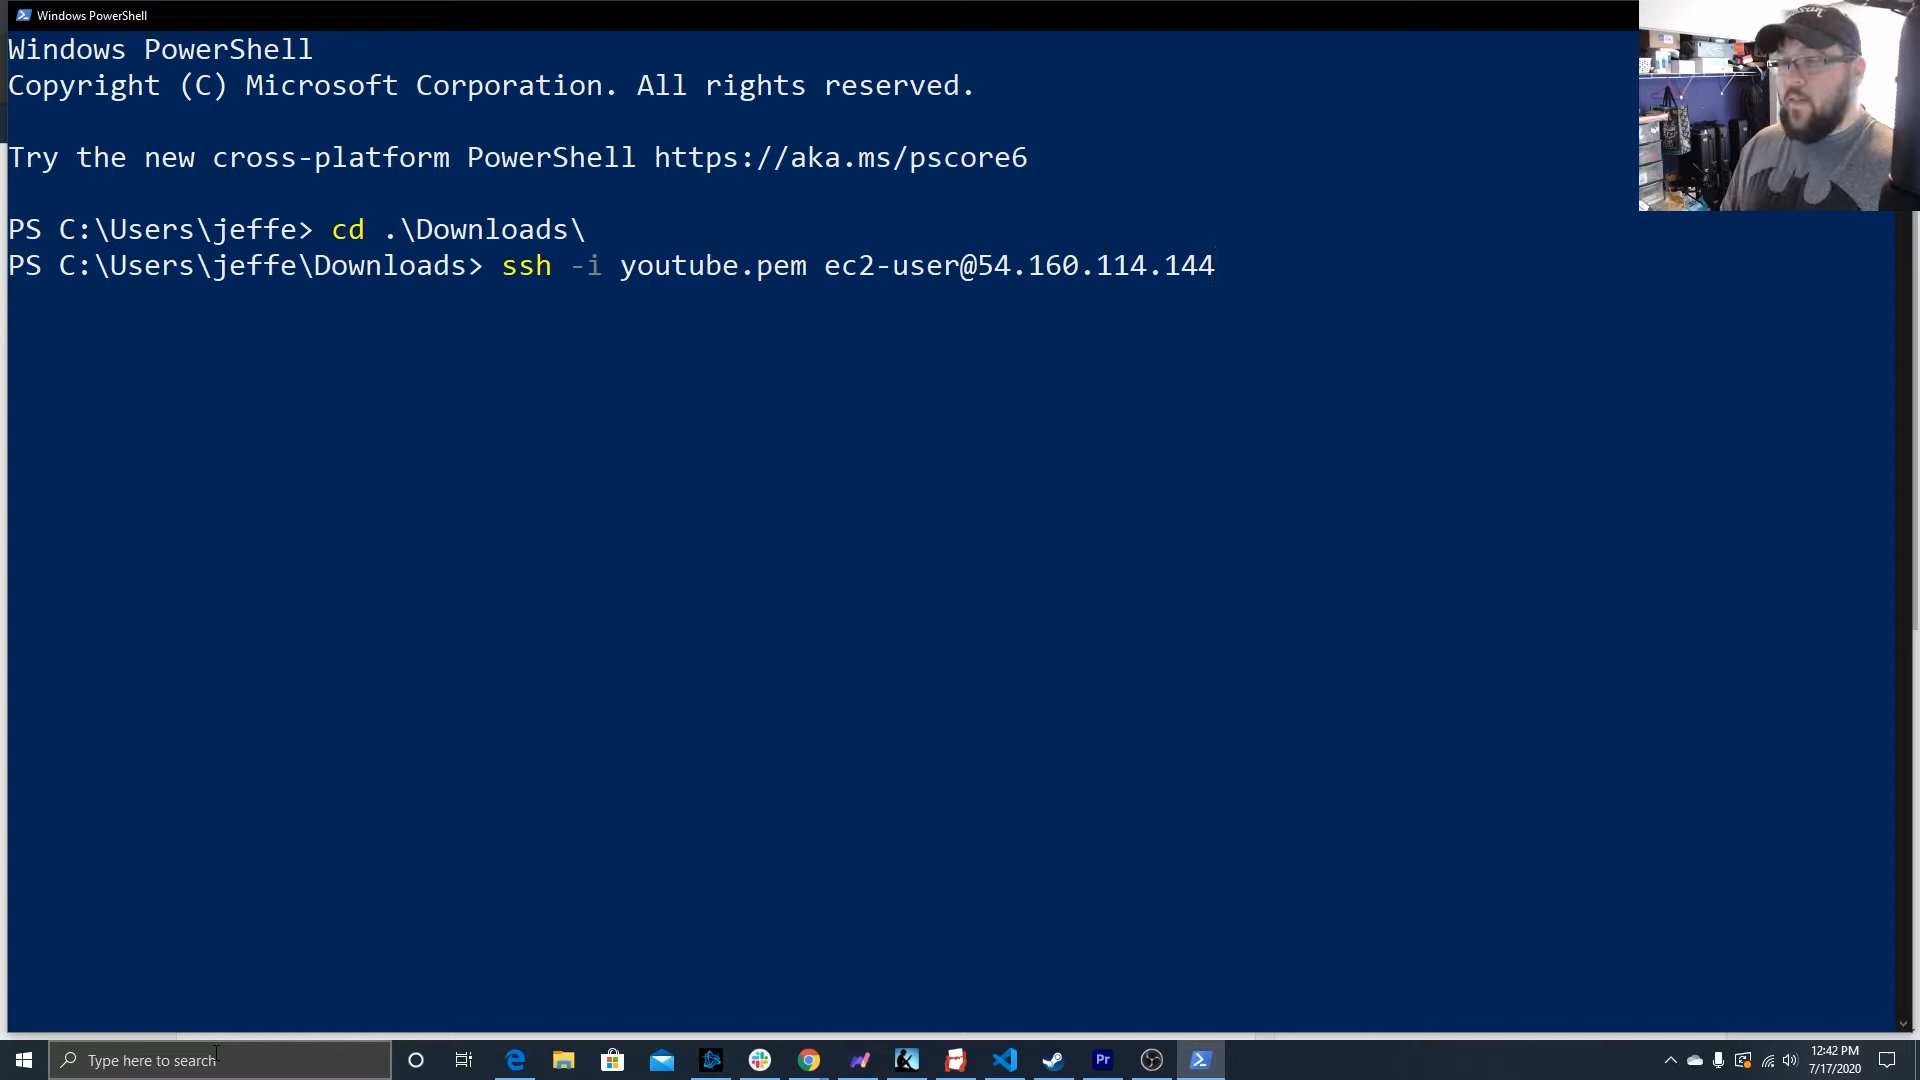 Windows PowerShell
Windows PowerShell
Copyright (C) Microsoft Corporation. All rights reserved.
Try the new cross-platform PowerShell https://aka.ms/pscore6
PS C:\Users\jeffe> cd .\Downloads\
PS C:\Users\jeffe\Downloads> ssh -i youtube.pem ec2-user@54.160.114.144
Type here to search
Pr
12:42 PM
7/17/2020